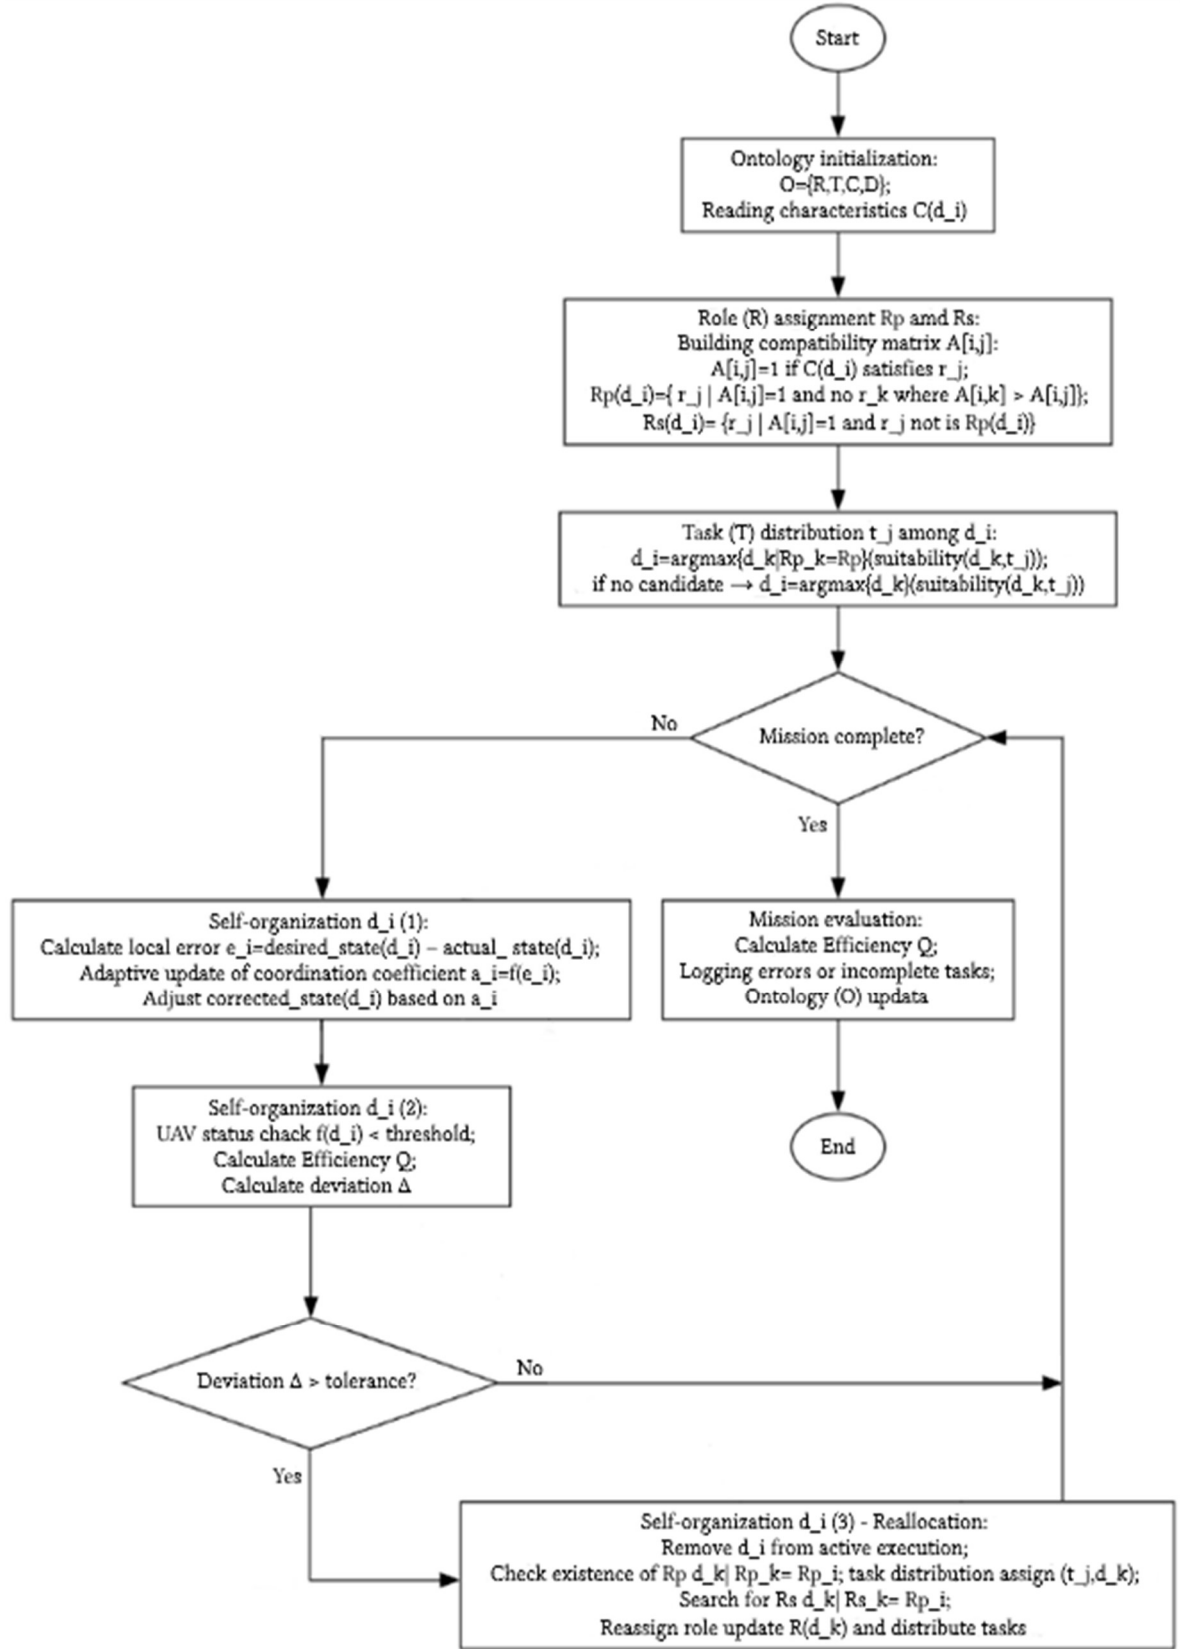 Start
Ontology initialization:
O={R,T,C,D};
Reading characteristics C(d_i)
Role (R) assignment Rp amd Rs:
Building compatibility matrix A[i,j]:
A[i,j]=1 if C(d_i) satisfies r_j;
Rp(d_i)={ r_j | A[i,j]=1 and no r_k where A[i,k] > A[i,j]};
Rs(d_i)= {r_j | A[i,j]=1 and r_j not is Rp(d_i)}
Task (T) distribution t_j among d_i:
d_i=argmax{d_k|Rp_k=Rp}(suitability(d_k,t_j));
if no candidate → d_i=argmax{d_k}(suitability(d_k,t_j))
Mission complete?
No
Yes
Self-organization d_i (1):
Calculate local error e_i=desired_state(d_i) – actual_ state(d_i);
Adaptive update of coordination coefficient a_i=f(e_i);
Adjust corrected_state(d_i) based on a_i
Mission evaluation:
Calculate Efficiency Q;
Logging errors or incomplete tasks;
Ontology (O) updata
Self-organization d_i (2):
UAV status chack f(d_i) < threshold;
Calculate Efficiency Q;
Calculate deviation Δ
End
Deviation Δ > tolerance?
No
Yes
Self-organization d_i (3) - Reallocation:
Remove d_i from active execution;
Check existence of Rp d_k| Rp_k= Rp_i; task distribution assign (t_j,d_k);
Search for Rs d_k| Rs_k= Rp_i;
Reassign role update R(d_k) and distribute tasks